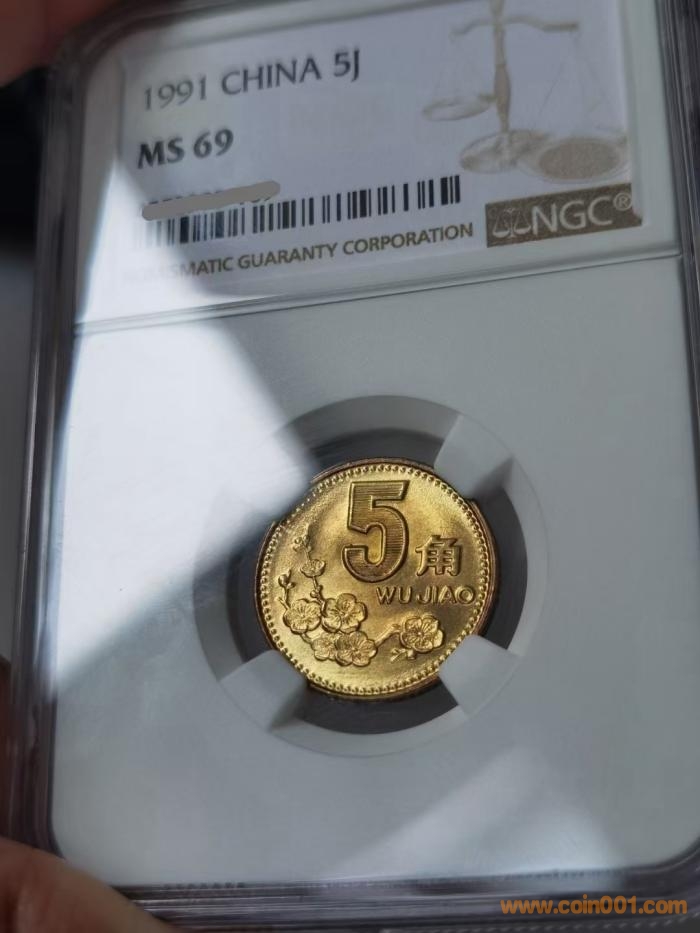 1991 CHINA 5J
MS 69
NGC®
NUMISMATIC GUARANTY CORPORATION
5角
WU JIAO
www.coin001.com